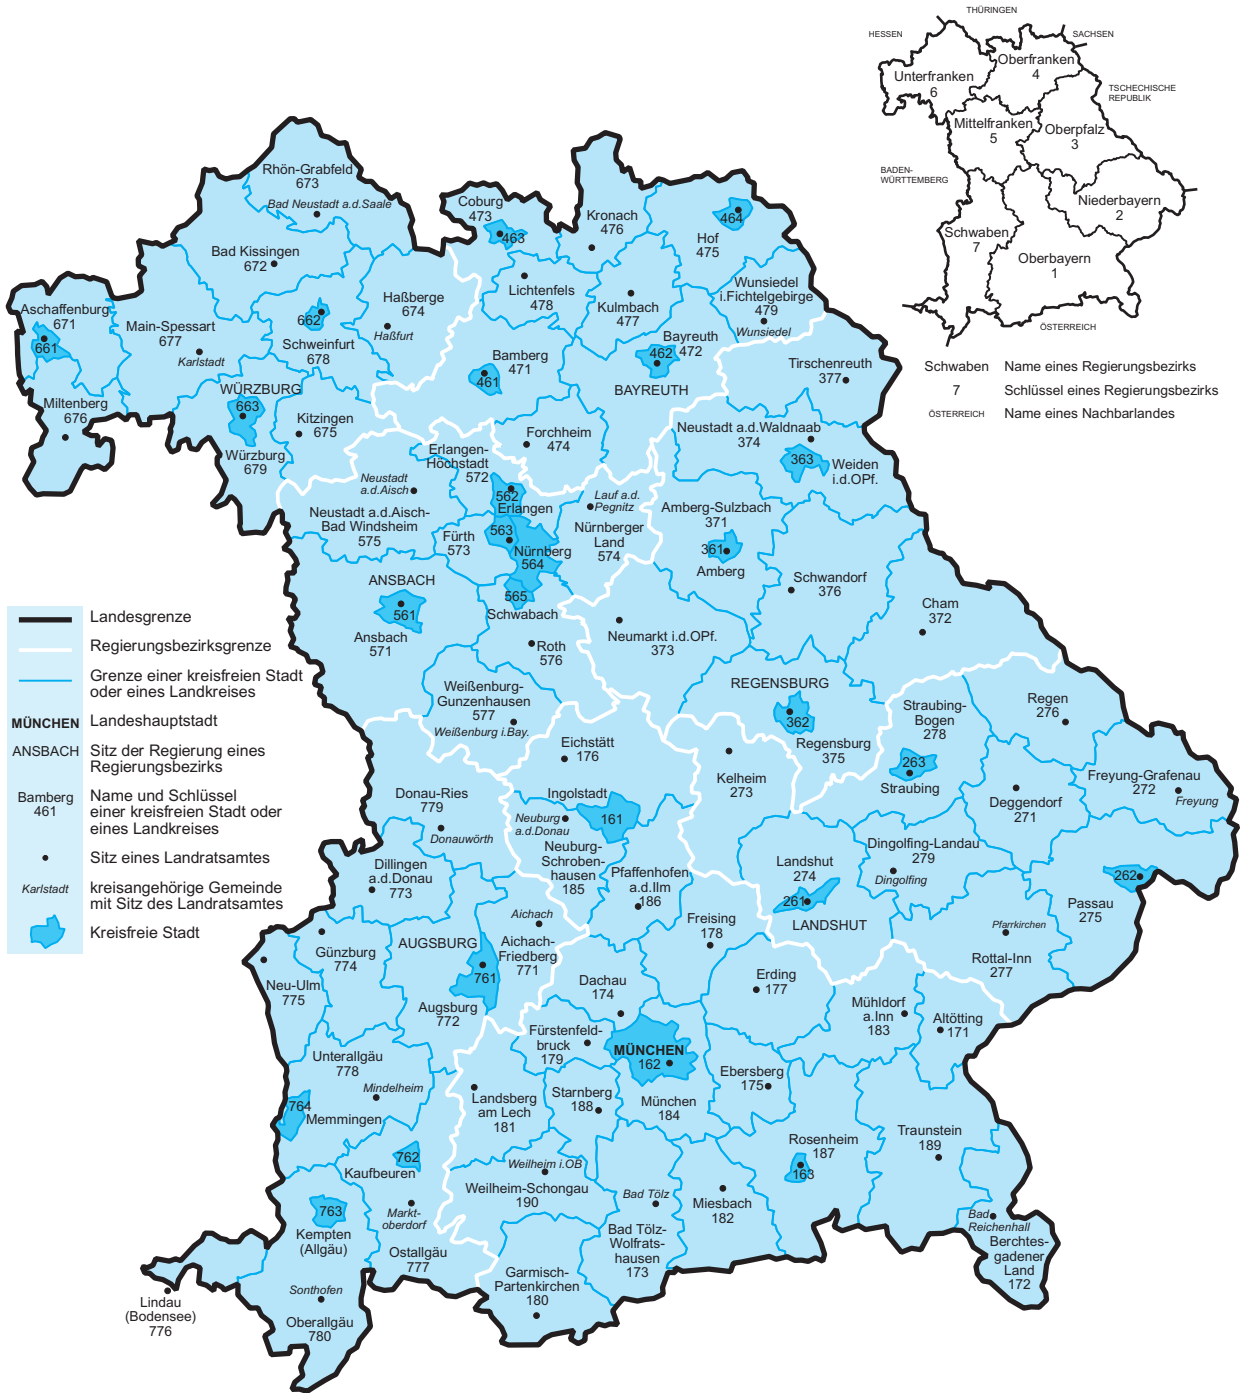 THÜRINGEN
HESSEN
SACHSEN
Oberfranken
4
Unterfranken
6
TSCHECHISCHE
REPUBLIK
Mittelfranken
5
Oberpfalz
3
BADEN-
WÜRTTEMBERG
Niederbayern
2
Schwaben
7
Oberbayern
1
ÖSTERREICH
Schwaben Name eines Regierungsbezirks
7 Schlüssel eines Regierungsbezirks
ÖSTERREICH Name eines Nachbarlandes
Rhön-Grabfeld
673
Bad Neustadt a.d.Saale
Coburg
473
463
Kronach
476
464
Hof
475
Bad Kissingen
672
Lichtenfels
478
Kulmbach
477
Wunsiedel
i.Fichtelgebirge
479
Wunsiedel
Aschaffenburg
671
661
Main-Spessart
677
Karlstadt
662
Schweinfurt
678
Haßberge
674
Haßfurt
Bamberg
471
461
Bayreuth
472
462
BAYREUTH
Tirschenreuth
377
Miltenberg
676
WÜRZBURG
663
Würzburg
679
Kitzingen
675
Forchheim
474
Neustadt a.d.Waldnaab
374
363
Weiden
i.d.OPf.
Erlangen-
Höchstadt
572
562
Erlangen
Neustadt
a.d.Aisch
Neustadt a.d.Aisch-
Bad Windsheim
575
Lauf a.d.
Pegnitz
Nürnberger
Land
574
Fürth
573
563
Nürnberg
564
565
Schwabach
Amberg-Sulzbach
371
361
Amberg
Schwandorf
376
Cham
372
ANSBACH
561
Ansbach
571
Roth
576
Neumarkt i.d.OPf.
373
Weißenburg-
Gunzenhausen
577
Weißenburg i.Bay.
REGENSBURG
362
Regensburg
375
Straubing-
Bogen
278
263
Straubing
Regen
276
Landesgrenze
Regierungsbezirksgrenze
Grenze einer kreisfreien Stadt
oder eines Landkreises
MÜNCHEN Landeshauptstadt
ANSBACH Sitz der Regierung eines
Regierungsbezirks
Bamberg
461
Name und Schlüssel
einer kreisfreien Stadt oder
eines Landkreises
Sitz eines Landratsamtes
Karlstadt kreisangehörige Gemeinde
mit Sitz des Landratsamtes
Kreisfreie Stadt
Eichstätt
176
Kelheim
273
Deggendorf
271
Freyung-Grafenau
272
Freyung
Donau-Ries
779
Donauwörth
Ingolstadt
161
Neuburg
a.d.Donau
Neuburg-
Schroben-
hausen
185
Pfaffenhofen
a.d.Ilm
186
Landshut
274
261
LANDSHUT
Dingolfing-Landau
279
Dingolfing
262
Passau
275
Pfarrkirchen
Rottal-Inn
277
Dillingen
a.d.Donau
773
Aichach
Aichach-
Friedberg
771
Freising
178
Günzburg
774
AUGSBURG
761
Augsburg
772
Neu-Ulm
775
Dachau
174
Erding
177
Mühldorf
a.Inn
183
Altötting
171
Fürstenfeld-
bruck
179
MÜNCHEN
162
München
184
Ebersberg
175
Unterallgäu
778
Mindelheim
764
Memmingen
Landsberg
am Lech
181
Starnberg
188
Rosenheim
187
163
Traunstein
189
762
Kaufbeuren
Weilheim i.OB
Weilheim-Schongau
190
Bad Tölz
Bad Tölz-
Wolfrats-
hausen
173
Miesbach
182
763
Kempten
(Allgäu)
Markt-
oberdorf
Ostallgäu
777
Bad
Reichenhall
Berchtes-
gadener
Land
172
Garmisch-
Partenkirchen
180
Lindau
(Bodensee)
776
Sonthofen
Oberallgäu
780